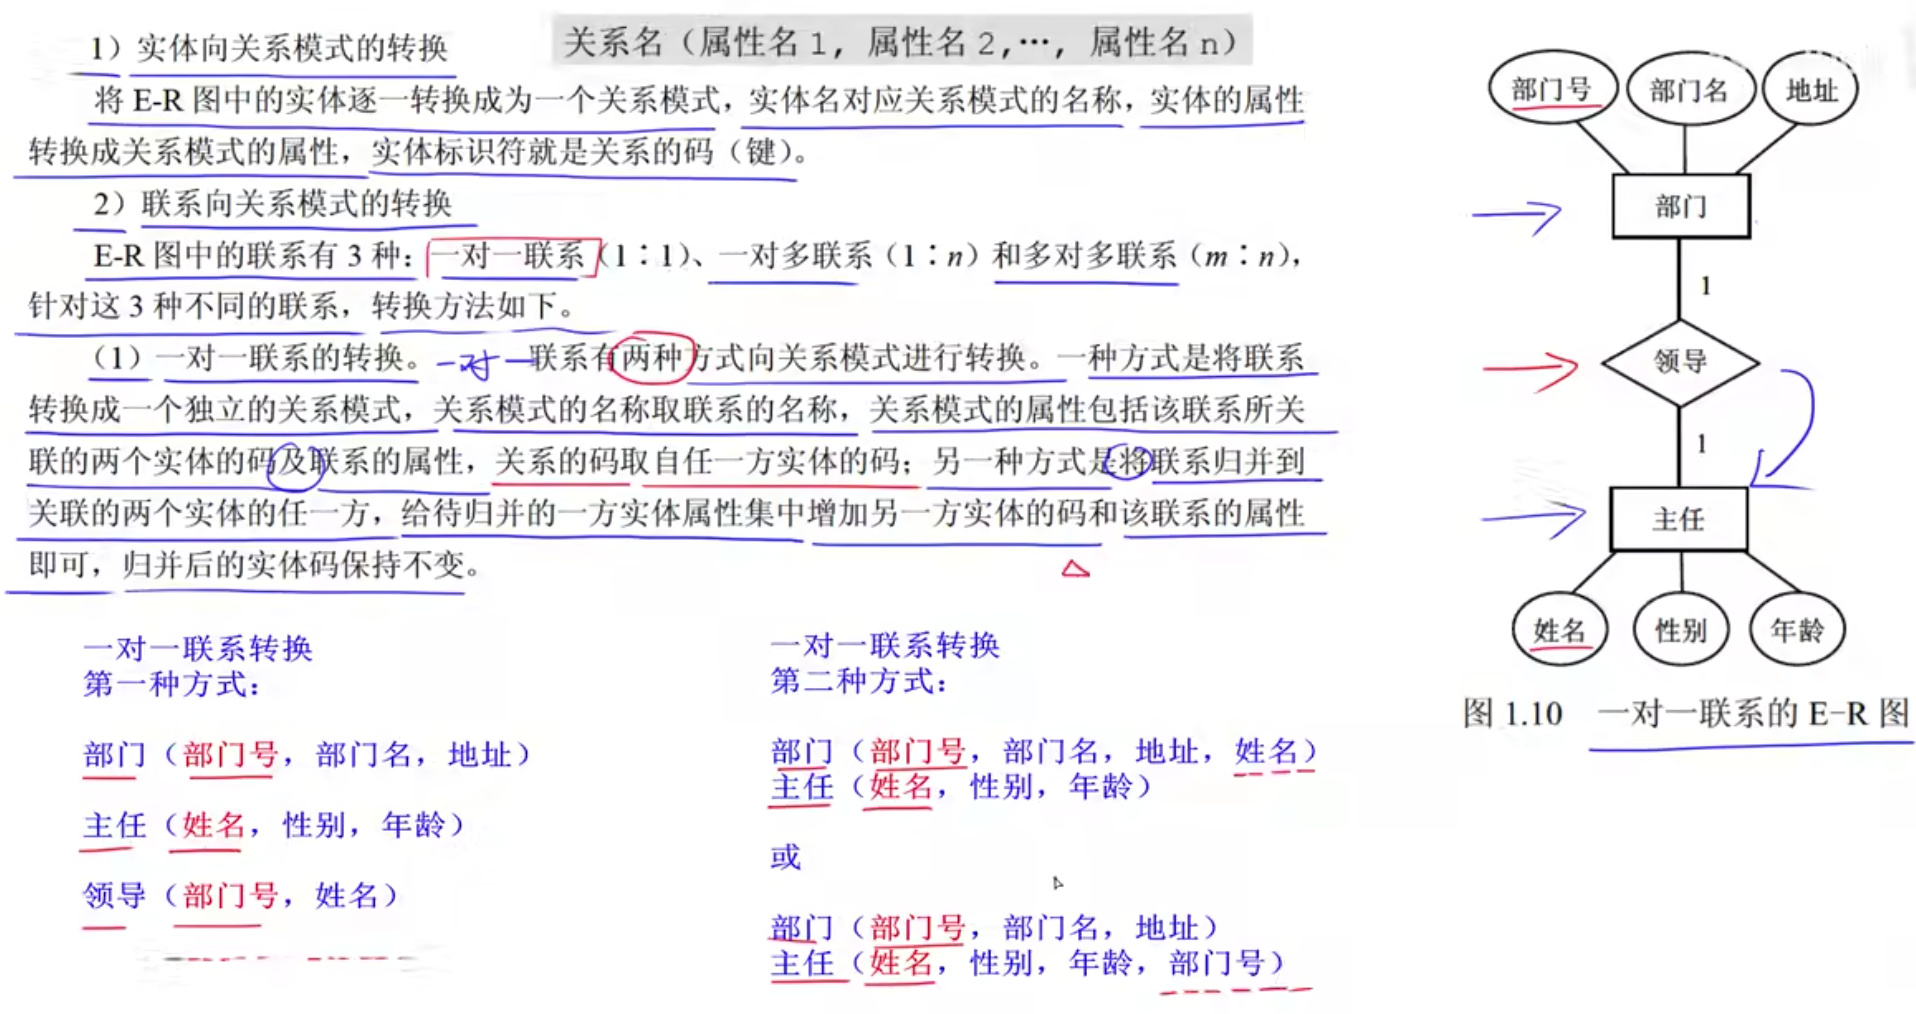 1）实体向关系模式的转换
关系名（属性名1，属性名2,…，属性名n）
将 E-R 图中的实体逐一转换成为一个关系模式，实体名对应关系模式的名称，实体的属性
转换成关系模式的属性，实体标识符就是关系的码（键）。
2）联系向关系模式的转换
E-R 图中的联系有 3 种：一对一联系（1∶1）、一对多联系（1∶n）和多对多联系（m∶n），
针对这 3 种不同的联系，转换方法如下。
（1）一对一联系的转换。一对一联系有两种方式向关系模式进行转换。一种方式是将联系
转换成一个独立的关系模式，关系模式的名称取联系的名称，关系模式的属性包括该联系所关
联的两个实体的码及联系的属性，关系的码取自任一方实体的码；另一种方式是将联系归并到
关联的两个实体的任一方，给待归并的一方实体属性集中增加另一方实体的码和该联系的属性
即可，归并后的实体码保持不变。
一对一联系转换
第一种方式：
部门（部门号，部门名，地址）
主任（姓名，性别，年龄）
领导（部门号，姓名）
一对一联系转换
第二种方式：
部门（部门号，部门名，地址，姓名）
主任（姓名，性别，年龄）
或
部门（部门号，部门名，地址）
主任（姓名，性别，年龄，部门号）
部门号 部门名 地址
部门
1
领导
1
主任
姓名 性别 年龄
图 1.10 一对一联系的 E-R 图